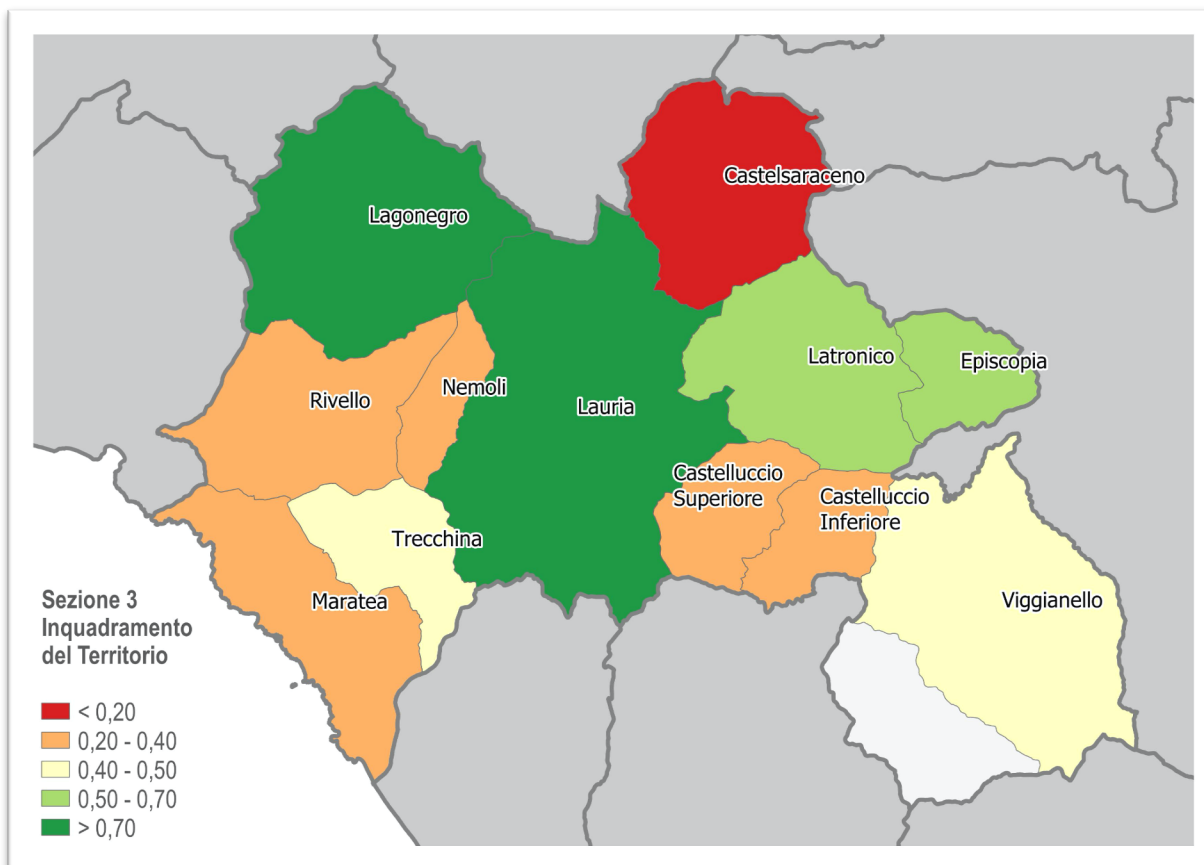 Castelsaraceno
Lagonegro
Latronico
Episcopia
Nemoli
Rivello
Lauria
Castelluccio
Superiore
Castelluccio
Inferiore
Trecchina
Maratea
Viggianello
Sezione 3
Inquadramento
del Territorio
< 0,20
0,20 - 0,40
0,40 - 0,50
0,50 - 0,70
> 0,70